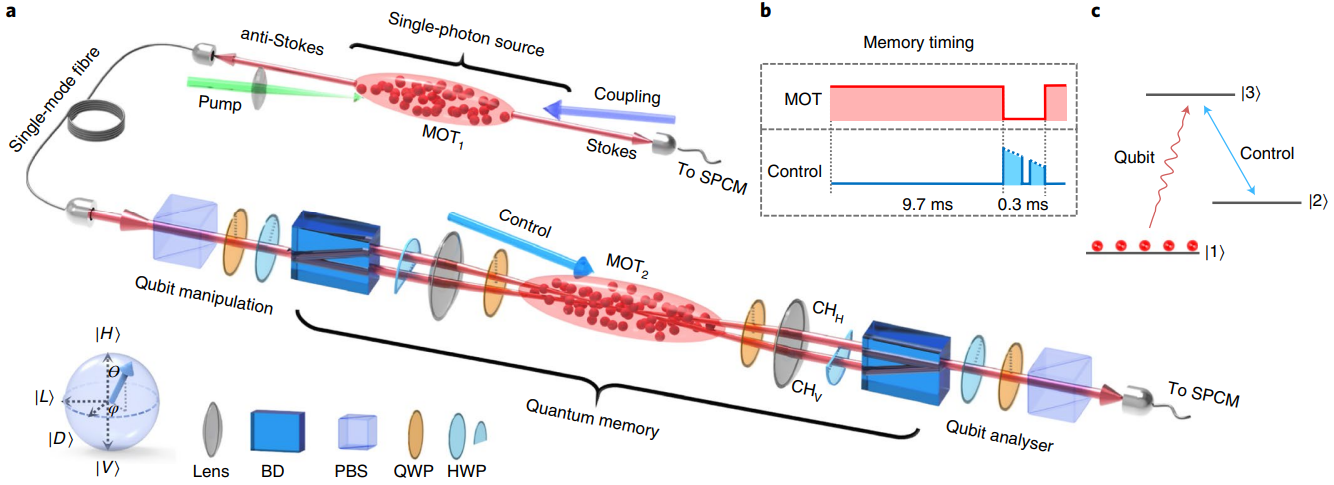 a
Single-photon source
anti-Stokes
Single-mode fibre
Pump
MOT1
Coupling
Stokes
To SPCM
Control
MOT2
Qubit manipulation
CHH
CHV
Quantum memory
Qubit analyser
To SPCM
|H⟩
Θ
|L⟩
φ
|D⟩
|V⟩
Lens
BD
PBS
QWP
HWP
b
Memory timing
MOT
Control
9.7 ms
0.3 ms
c
|3⟩
Qubit
Control
|2⟩
|1⟩